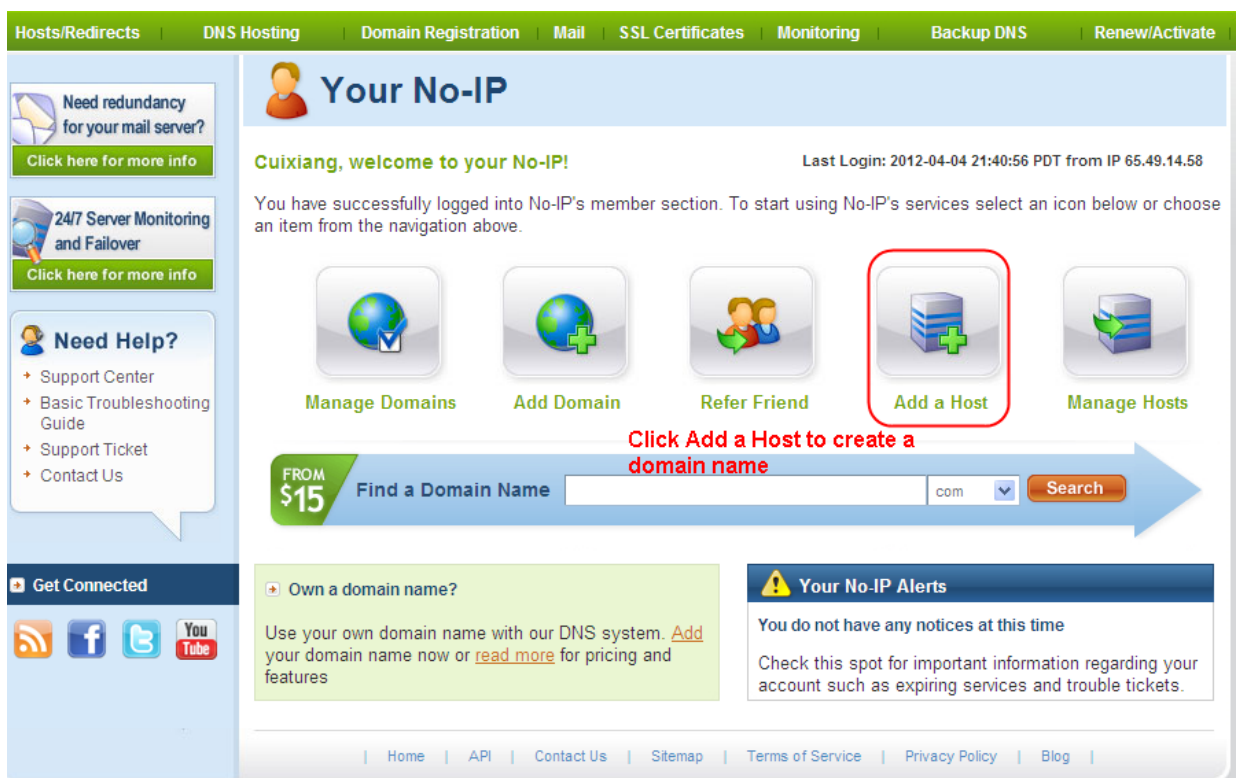 Hosts/Redirects | DNS Hosting | Domain Registration | Mail | SSL Certificates | Monitoring | Backup DNS | Renew/Activate
Need redundancy
for your mail server?
Click here for more info
24/7 Server Monitoring
and Failover
Click here for more info
Need Help?
Support Center
Basic Troubleshooting
Guide
Support Ticket
Contact Us
Get Connected
You
Tube
Your No-IP
Cuixiang, welcome to your No-IP!
Last Login: 2012-04-04 21:40:56 PDT from IP 65.49.14.58
You have successfully logged into No-IP's member section. To start using No-IP's services select an icon below or choose
an item from the navigation above.
Manage Domains
Add Domain
Refer Friend
Add a Host
Manage Hosts
Click Add a Host to create a
domain name
FROM
$15
Find a Domain Name
com
Search
Own a domain name?
Use your own domain name with our DNS system. Add
your domain name now or read more for pricing and
features
Your No-IP Alerts
You do not have any notices at this time
Check this spot for important information regarding your
account such as expiring services and trouble tickets.
| Home | API | Contact Us | Sitemap | Terms of Service | Privacy Policy | Blog |